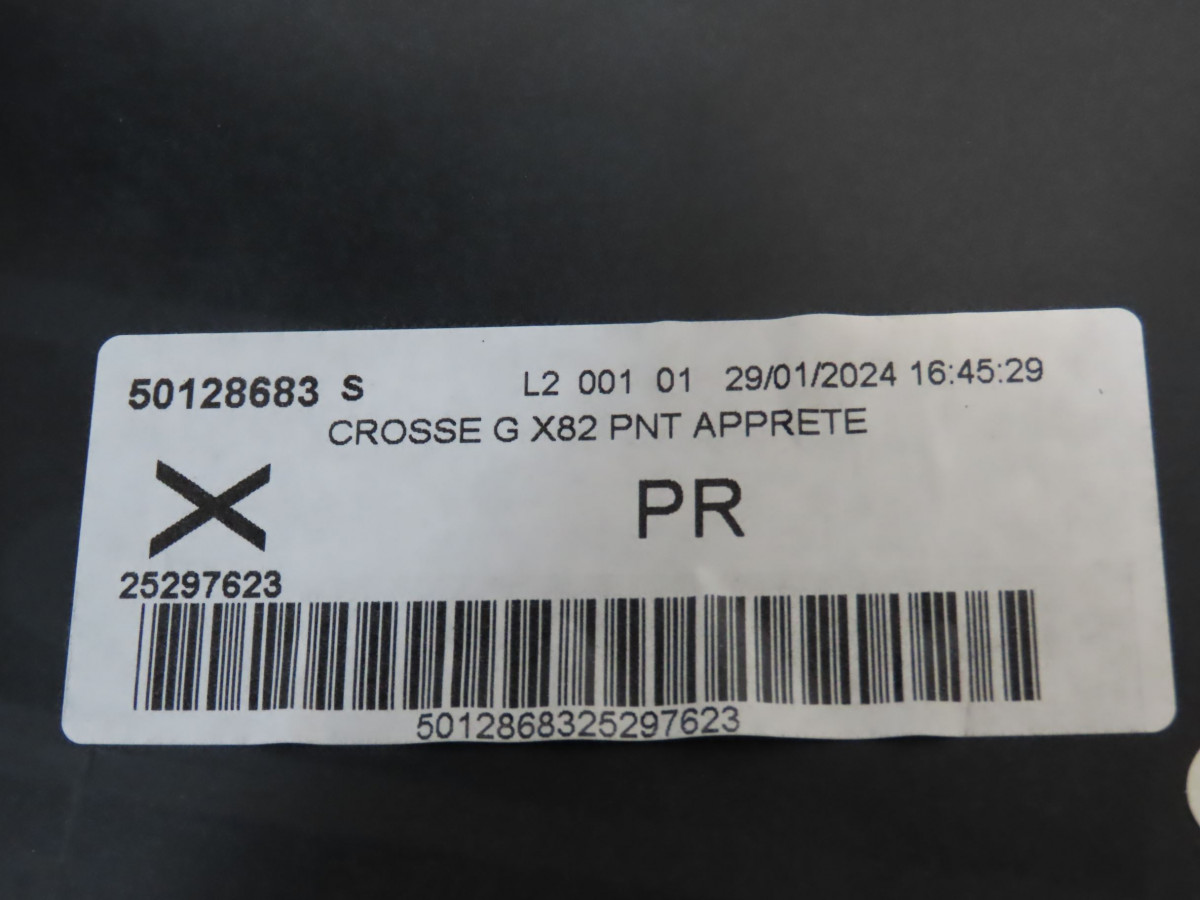 50128683 S L2 001 01 29/01/2024 16:45:29
CROSSE G X82 PNT APPRETE
X PR
25297623
5012868325297623